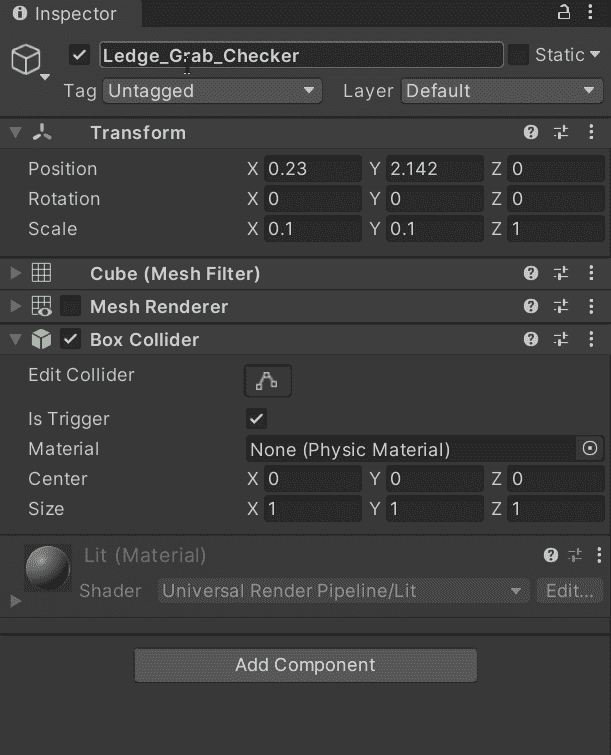 Inspector
Ledge_Grab_Checker Static
Tag Untagged Layer Default
Transform
Position X 0.23 Y 2.142 Z 0
Rotation X 0 Y 0 Z 0
Scale X 0.1 Y 0.1 Z 1
Cube (Mesh Filter)
Mesh Renderer
Box Collider
Edit Collider
Is Trigger
Material None (Physic Material)
Center X 0 Y 0 Z 0
Size X 1 Y 1 Z 1
Lit (Material)
Shader Universal Render Pipeline/Lit Edit...
Add Component